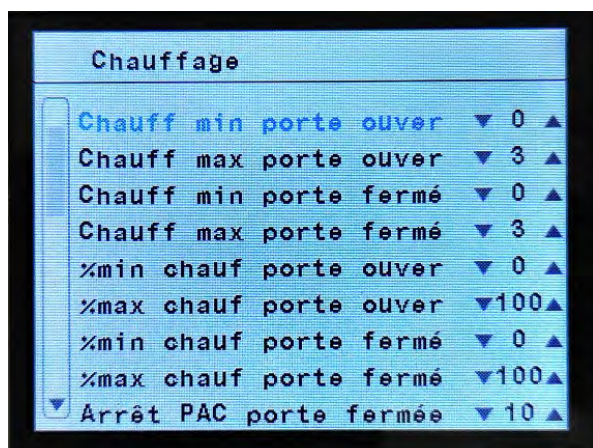 Chauffage
Chauff min porte ouver ▼ 0 ▲
Chauff max porte ouver ▼ 3 ▲
Chauff min porte fermé ▼ 0 ▲
Chauff max porte fermé ▼ 3 ▲
%min chauf porte ouver ▼ 0 ▲
%max chauf porte ouver ▼100▲
%min chauf porte fermé ▼ 0 ▲
%max chauf porte fermé ▼100▲
Arrêt PAC porte fermée ▼ 10 ▲